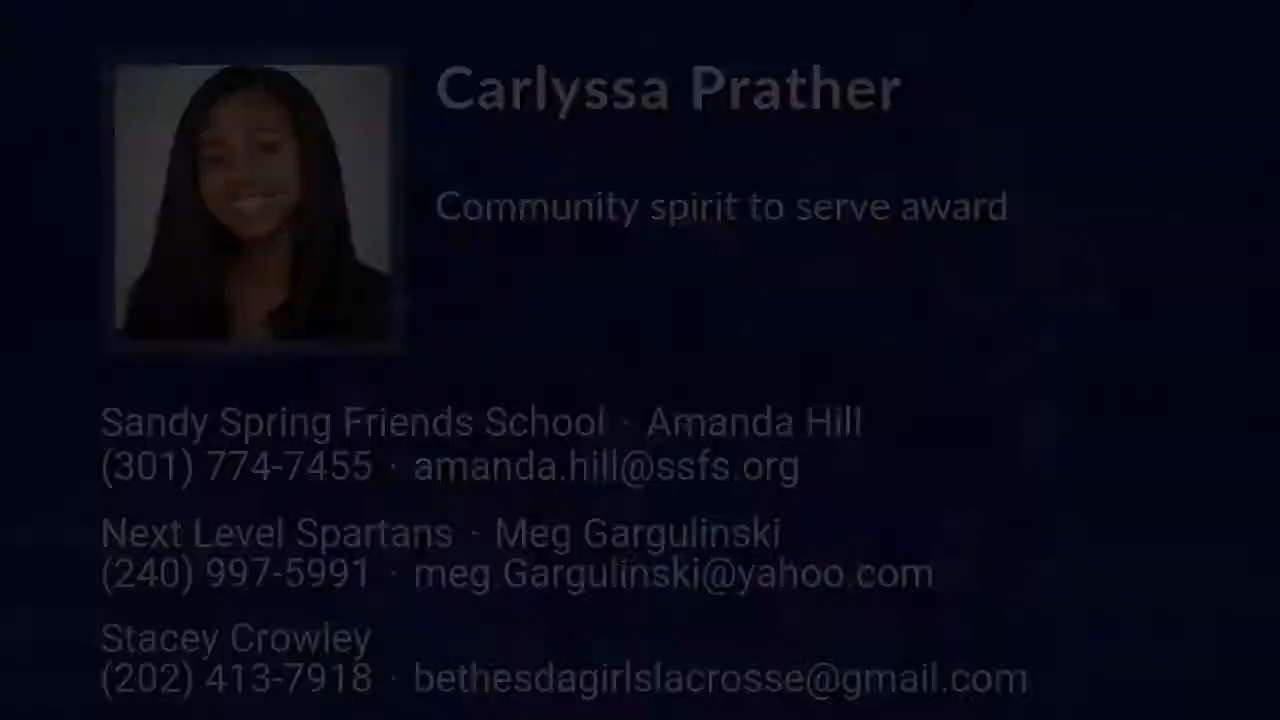 Carlyssa Prather
Community spirit to serve award
Sandy Spring Friends School · Amanda Hill
(301) 774-7455 · amanda.hill@ssfs.org
Next Level Spartans · Meg Gargulinski
(240) 997-5991 · meg.Gargulinski@yahoo.com
Stacey Crowley
(202) 413-7918 · bethesdagirlslacrosse@gmail.com